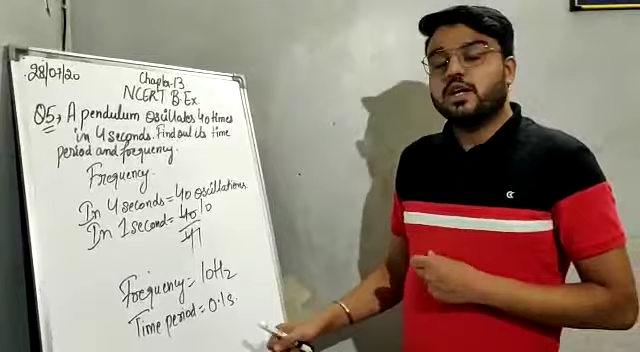 28/07/20
Chapter-13
NCERT B.Ex.
Q5→ A pendulum oscillates 40 times
in 4 seconds. Find out its time
period and frequency.
Frequency.
In 4 seconds = 40 oscillations
In 1 second = 40/4 10
Frequency = 10Hz
Time period = 0.1s.